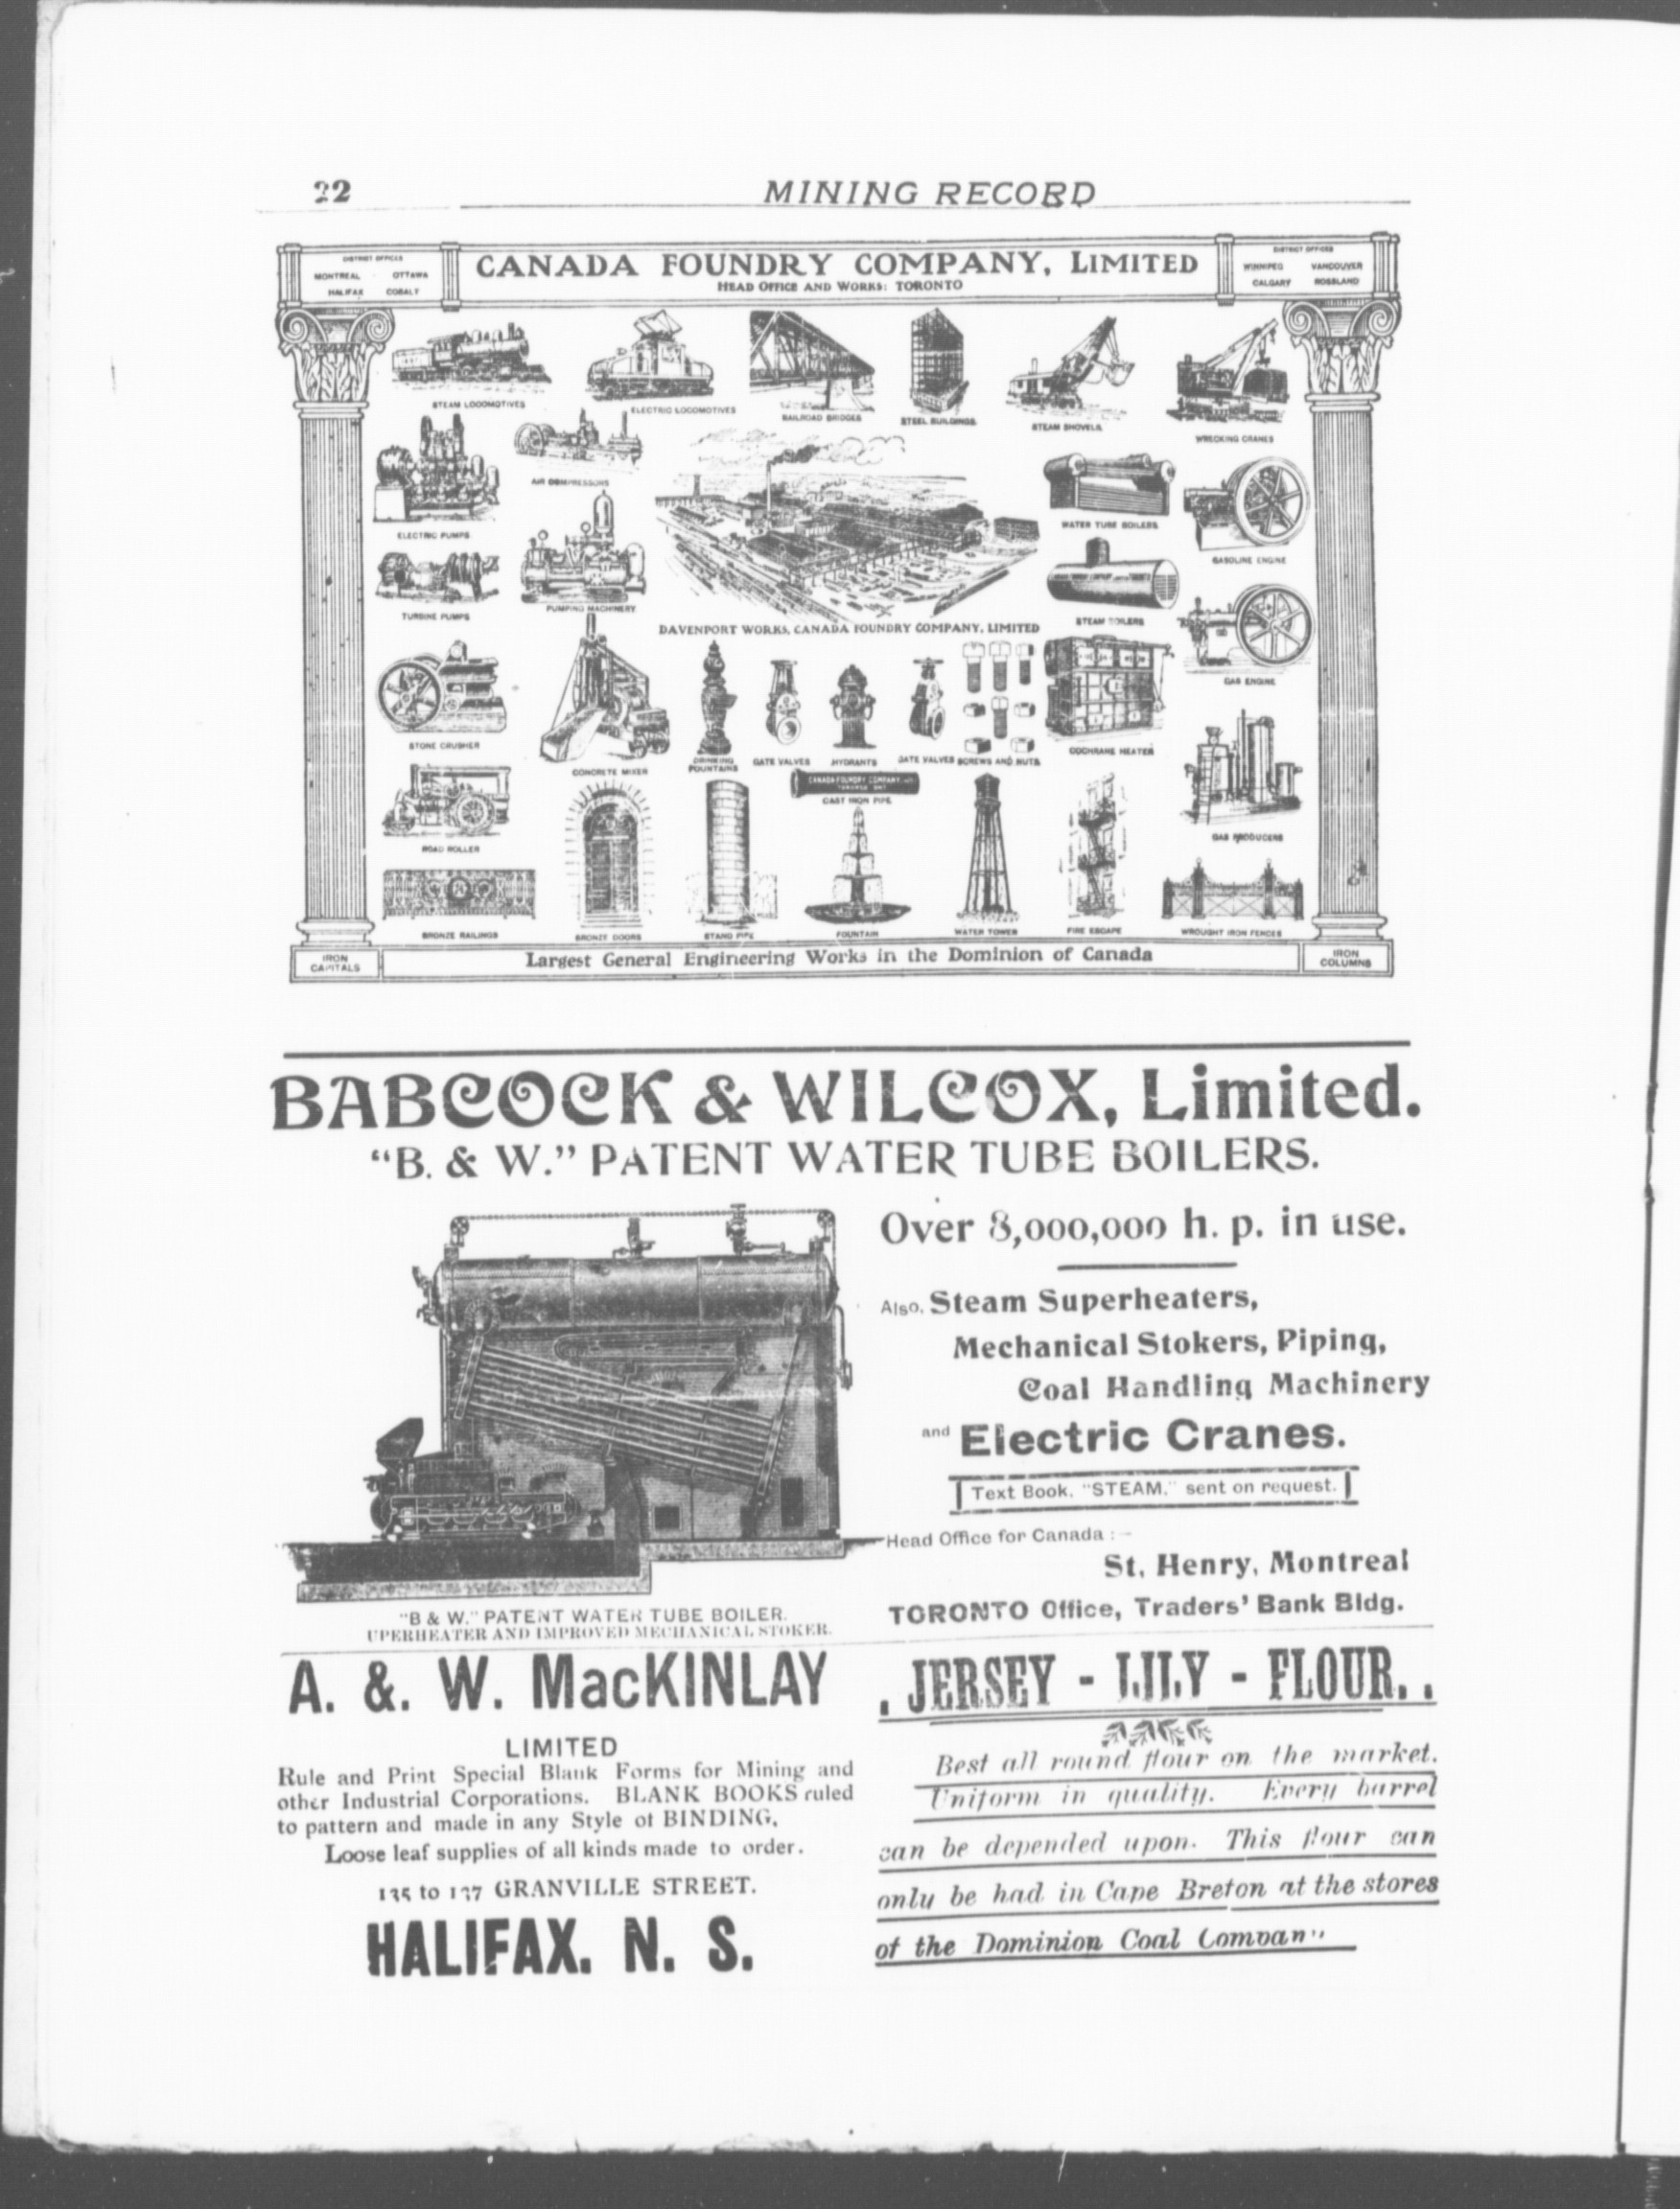 22
MINING RECORD
DISTRICT OFFICES
MONTREAL OTTAWA
HALIFAX COBALT
CANADA FOUNDRY COMPANY, LIMITED
HEAD OFFICE AND WORKS: TORONTO
DISTRICT OFFICES
WINNIPEG VANCOUVER
CALGARY ROSSLAND
STEAM LOCOMOTIVES
ELECTRIC LOCOMOTIVES
RAILROAD BRIDGES
STEEL BUILDINGS
STEAM SHOVELS
WRECKING CRANES
AIR COMPRESSORS
ELECTRIC PUMPS
WATER TUBE BOILERS
GASOLINE ENGINE
TURBINE PUMPS
PUMPING MACHINERY
DAVENPORT WORKS, CANADA FOUNDRY COMPANY, LIMITED
STEAM BOILERS
GAS ENGINE
STONE CRUSHER
CONCRETE MIXER
DRINKING
FOUNTAINS
GATE VALVES
HYDRANTS
GATE VALVES
SCREWS AND NUTS
COCHRANE HEATER
CANADA FOUNDRY COMPANY
TORONTO ONT
CAST IRON PIPE
GAS PRODUCERS
ROAD ROLLER
BRONZE RAILINGS
BRONZE DOORS
STAND PIPE
FOUNTAIN
WATER TOWER
FIRE ESCAPE
WROUGHT IRON FENCES
IRON
CAPITALS
Largest General Engineering Works in the Dominion of Canada
IRON
COLUMNS
BABCOCK & WILCOX, Limited.
"B. & W." PATENT WATER TUBE BOILERS.
Over 8,000,000 h. p. in use.
Also, Steam Superheaters,
Mechanical Stokers, Piping,
Coal Handling Machinery
and Electric Cranes.
Text Book, "STEAM," sent on request.
Head Office for Canada :—
St. Henry, Montreal
TORONTO Office, Traders' Bank Bldg.
"B & W." PATENT WATER TUBE BOILER.
UPERHEATER AND IMPROVED MECHANICAL STOKER.
A. &. W. MacKINLAY
LIMITED
Rule and Print Special Blank Forms for Mining and
other Industrial Corporations. BLANK BOOKS ruled
to pattern and made in any Style of BINDING,
Loose leaf supplies of all kinds made to order.
135 to 137 GRANVILLE STREET.
HALIFAX. N. S.
. JERSEY - LILY - FLOUR. .
Best all round flour on the market.
Uniform in quality. Every barrel
can be depended upon. This flour can
only be had in Cape Breton at the stores
of the Dominion Coal Company